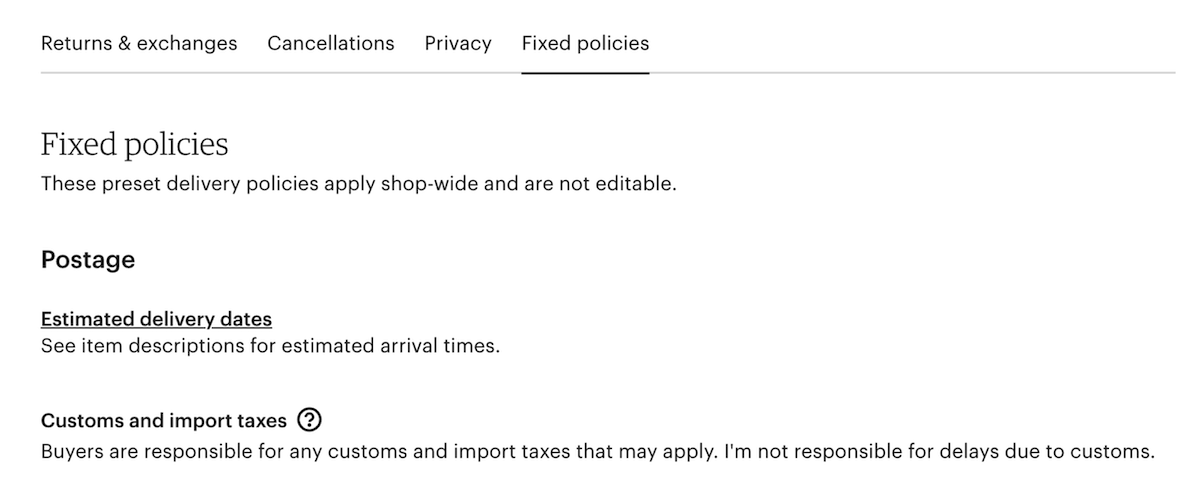 Returns & exchanges Cancellations Privacy Fixed policies
Fixed policies
These preset delivery policies apply shop-wide and are not editable.
Postage
Estimated delivery dates
See item descriptions for estimated arrival times.
Customs and import taxes ?
Buyers are responsible for any customs and import taxes that may apply. I'm not responsible for delays due to customs.